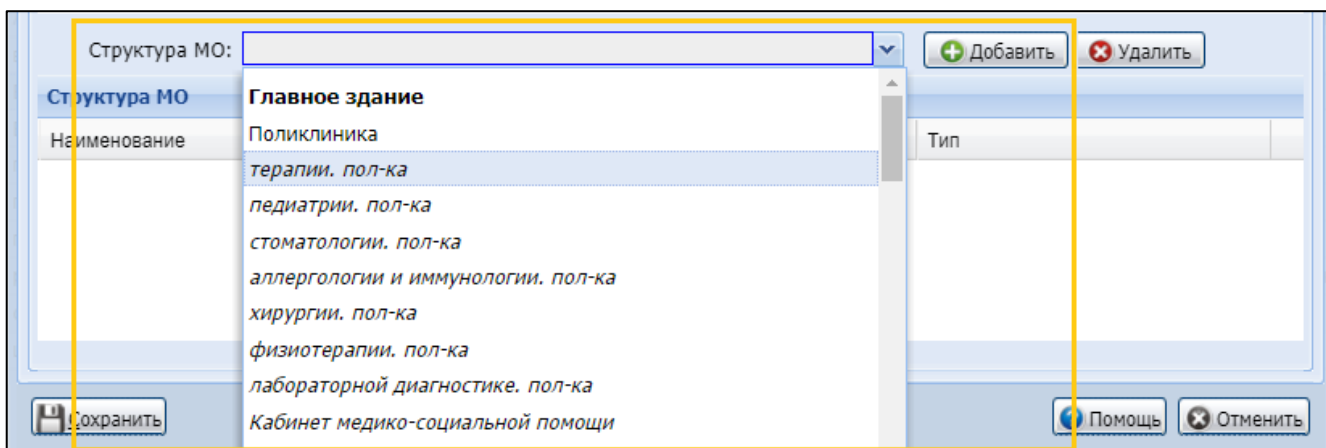 Структура МО: Добавить Удалить
Структура МО
Наименование Тип
Главное здание
Поликлиника
терапии. пол-ка
педиатрии. пол-ка
стоматологии. пол-ка
аллергологии и иммунологии. пол-ка
хирургии. пол-ка
физиотерапии. пол-ка
лабораторной диагностике. пол-ка
Кабинет медико-социальной помощи
Сохранить Помощь Отменить